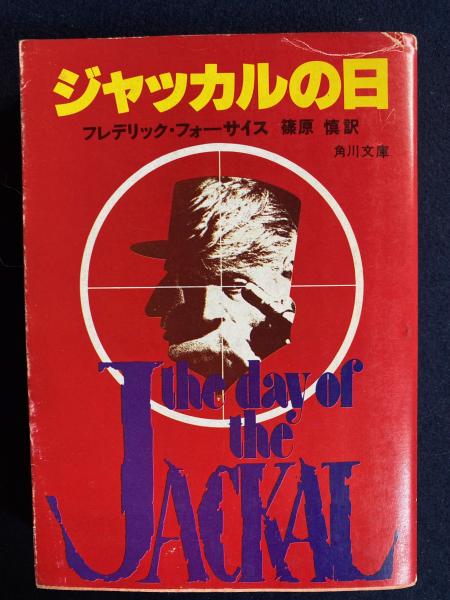 ジャッカルの日
フレデリック・フォーサイス 篠原 慎 訳
角川文庫
the day of
the
JACKAL